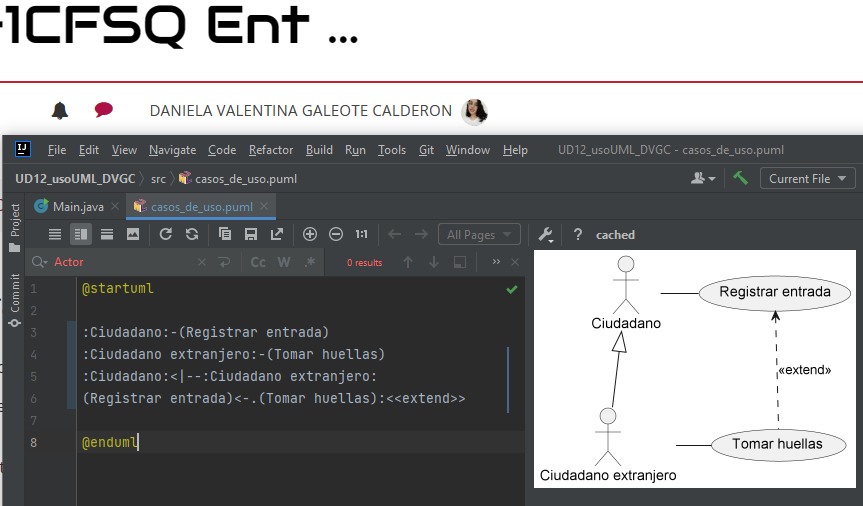 -1CFSQ Ent ...
DANIELA VALENTINA GALEOTE CALDERON
IJ File Edit View Navigate Code Refactor Build Run Tools Git Window Help UD12_usoUML_DVGC - casos_de_uso.puml
UD12_usoUML_DVGC src casos_de_uso.puml Current File
Project
Commit
Main.java casos_de_uso.puml
1:1 All Pages ? cached
Actor Cc W .* 0 results
1 @startuml
2
3 :Ciudadano:-(Registrar entrada)
4 :Ciudadano extranjero:-(Tomar huellas)
5 :Ciudadano:<|--:Ciudadano extranjero:
6 (Registrar entrada)<-.(Tomar huellas):<<extend>>
7
8 @enduml
Registrar entrada
Ciudadano
«extend»
Tomar huellas
Ciudadano extranjero